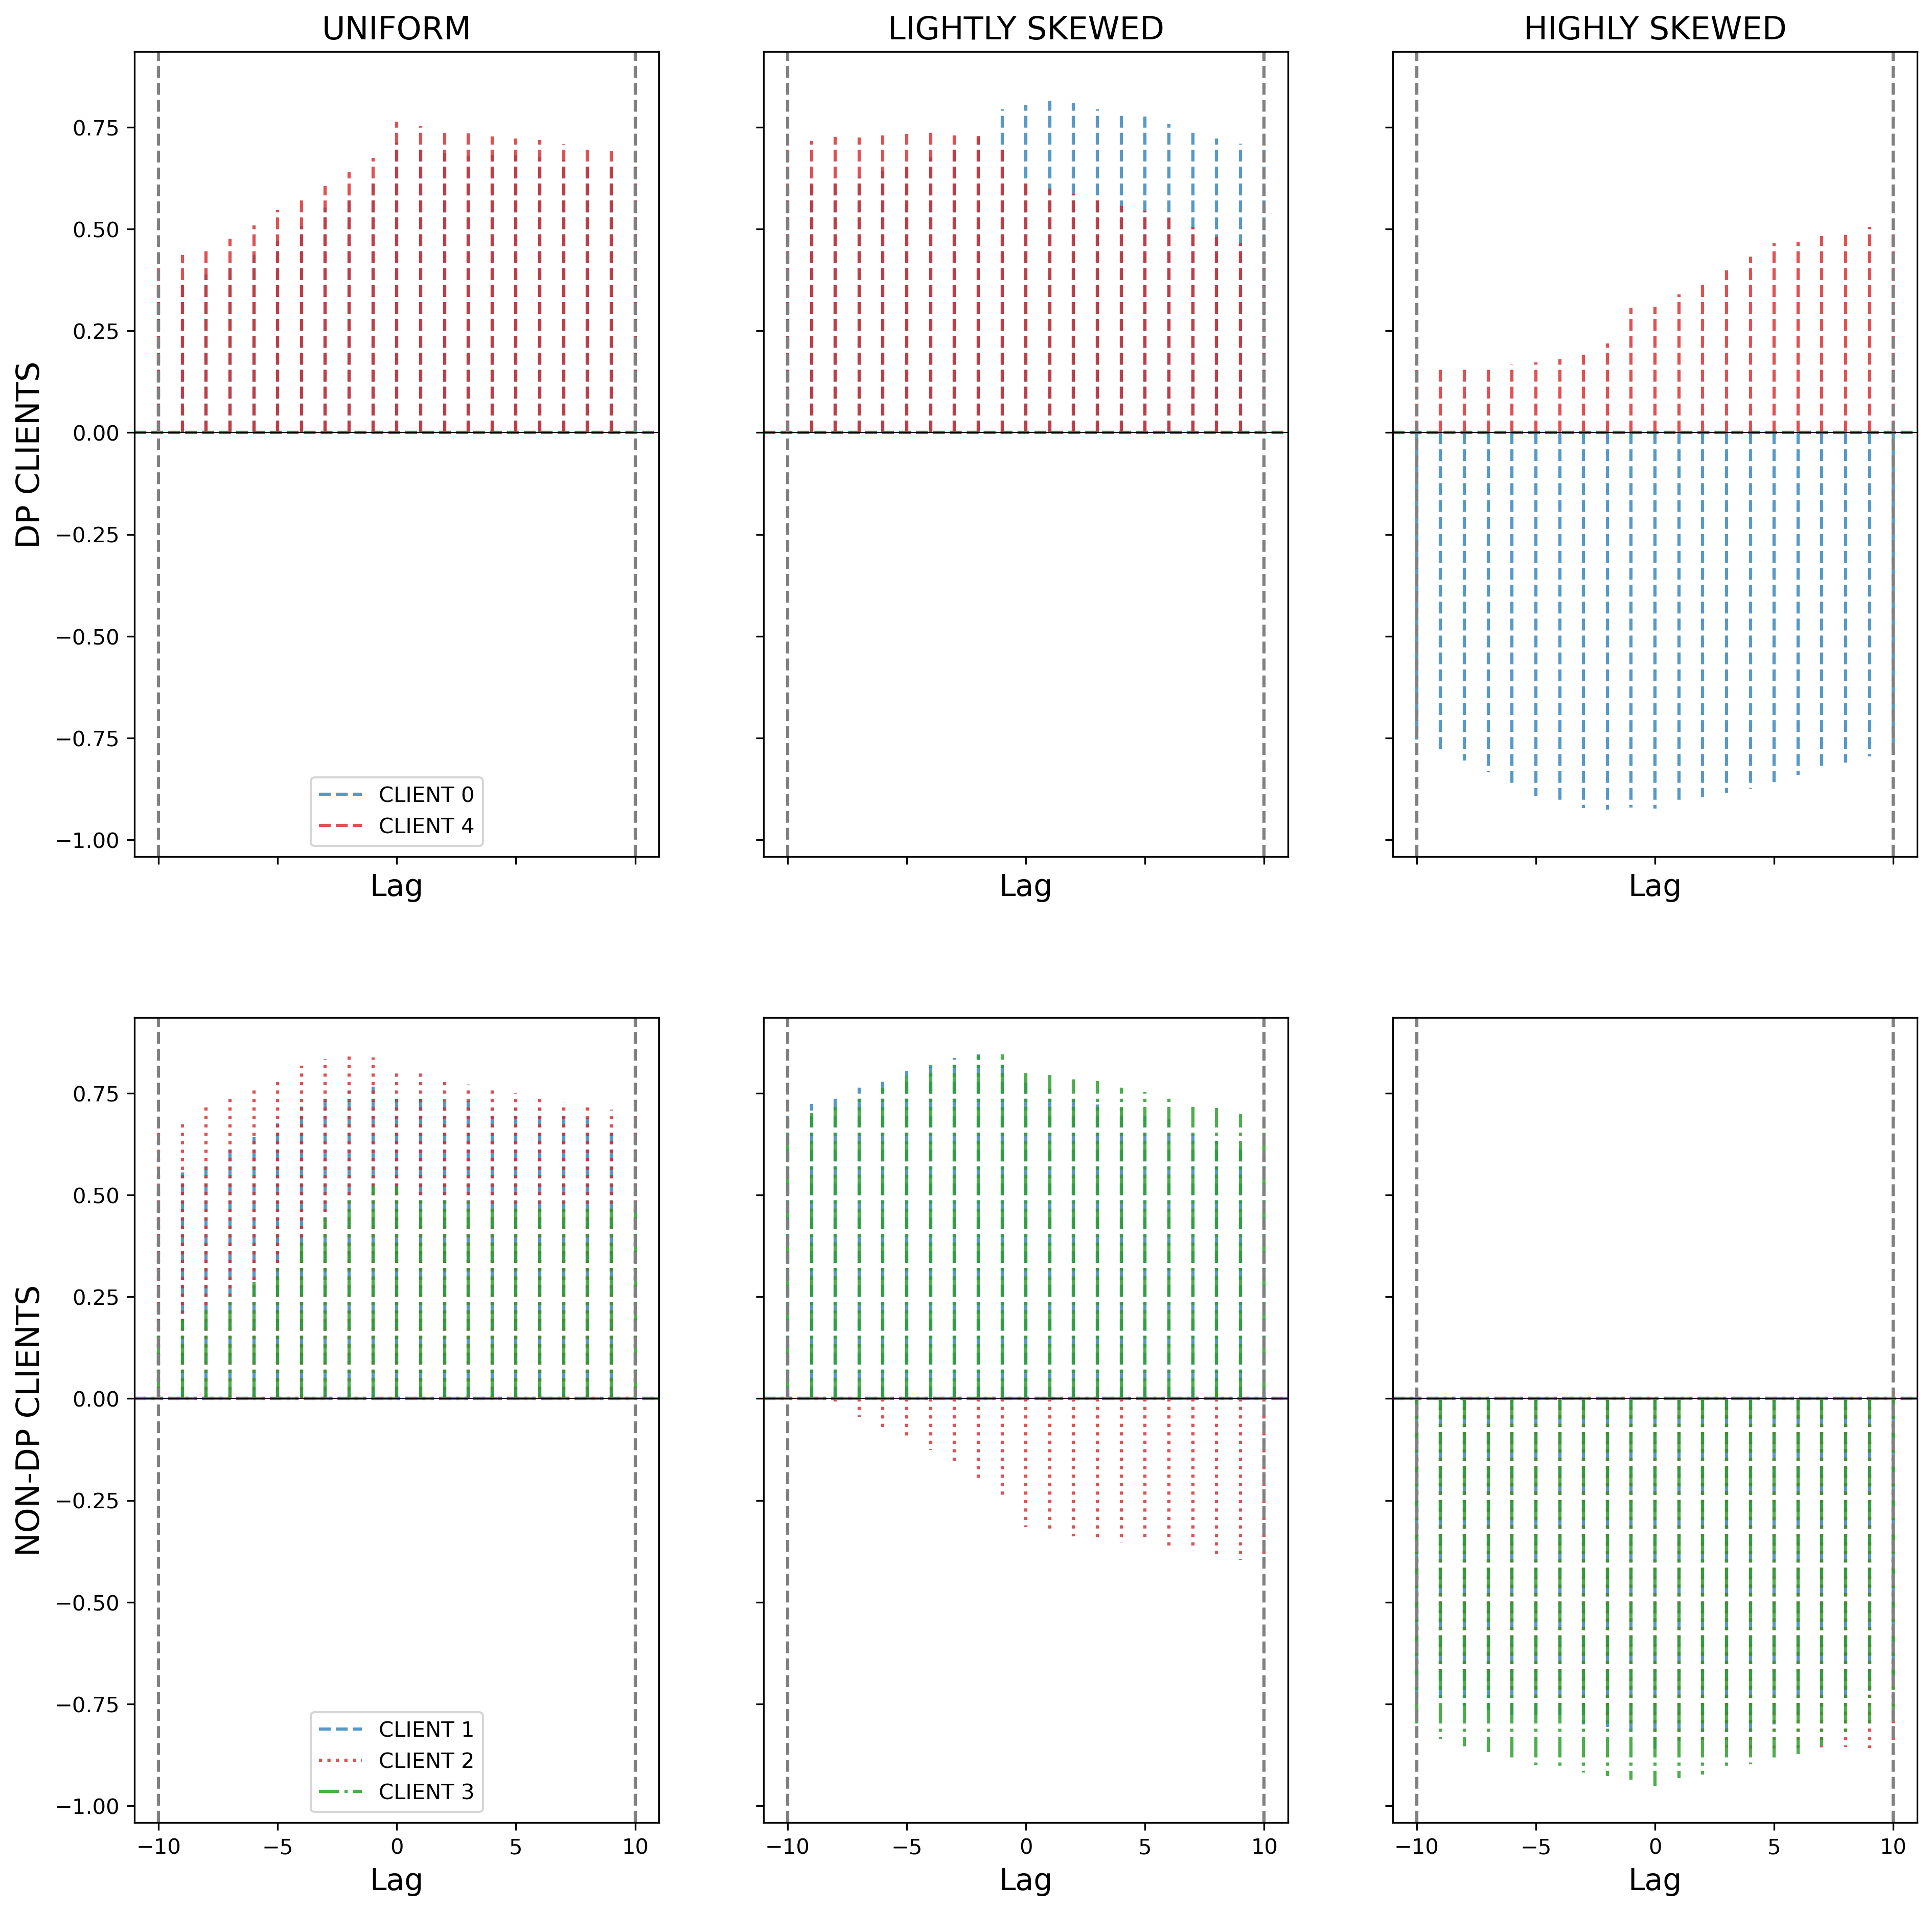 UNIFORM
LIGHTLY SKEWED
HIGHLY SKEWED
DP CLIENTS
0.75
0.50
0.25
0.00
−0.25
−0.50
−0.75
−1.00
CLIENT 0
CLIENT 4
Lag
Lag
Lag
NON-DP CLIENTS
0.75
0.50
0.25
0.00
−0.25
−0.50
−0.75
−1.00
CLIENT 1
CLIENT 2
CLIENT 3
−10 −5 0 5 10
−10 −5 0 5 10
−10 −5 0 5 10
Lag
Lag
Lag